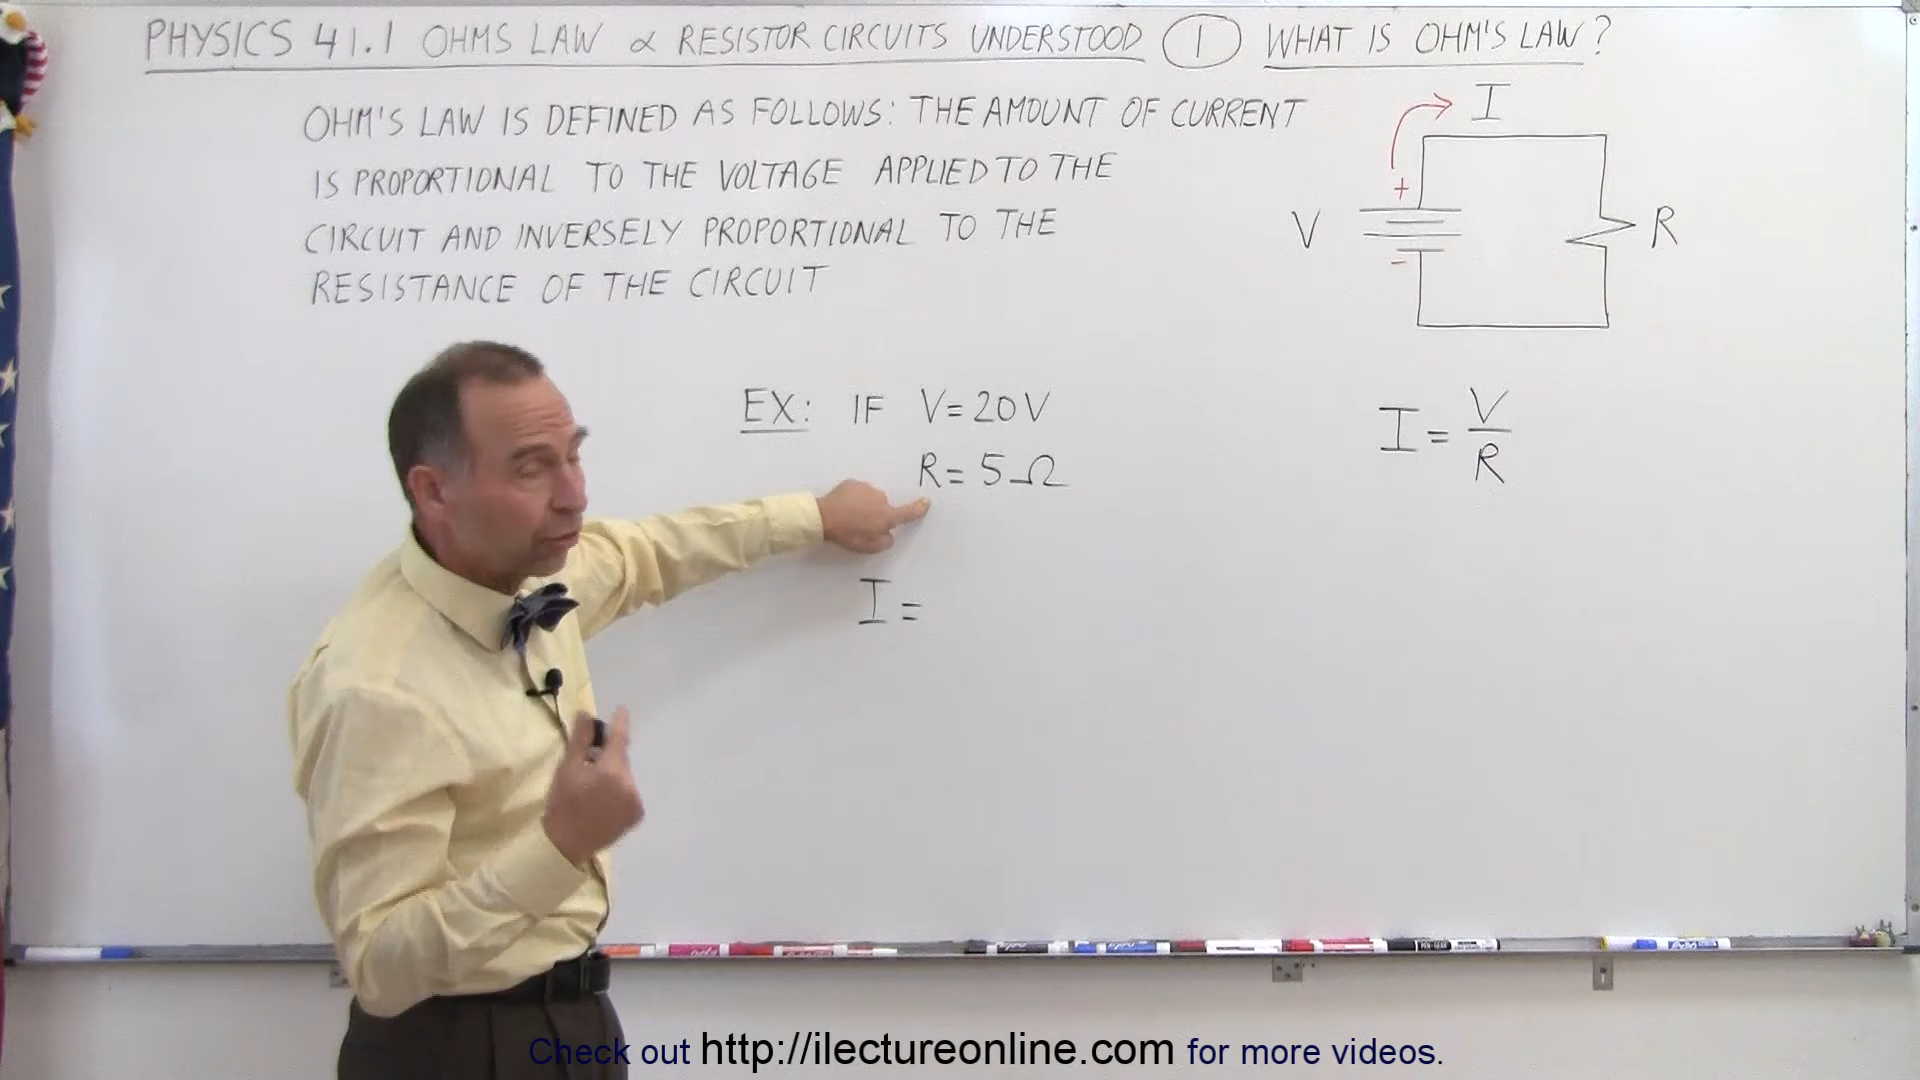 PHYSICS 41.1 OHMS LAW & RESISTOR CIRCUITS UNDERSTOOD 1 WHAT IS OHM'S LAW?
OHM'S LAW IS DEFINED AS FOLLOWS: THE AMOUNT OF CURRENT
IS PROPORTIONAL TO THE VOLTAGE APPLIED TO THE
CIRCUIT AND INVERSELY PROPORTIONAL TO THE
RESISTANCE OF THE CIRCUIT
I
+
V
R
-
EX: IF V=20V
R=5Ω
I=
I=V/R
Check out http://ilectureonline.com for more videos.